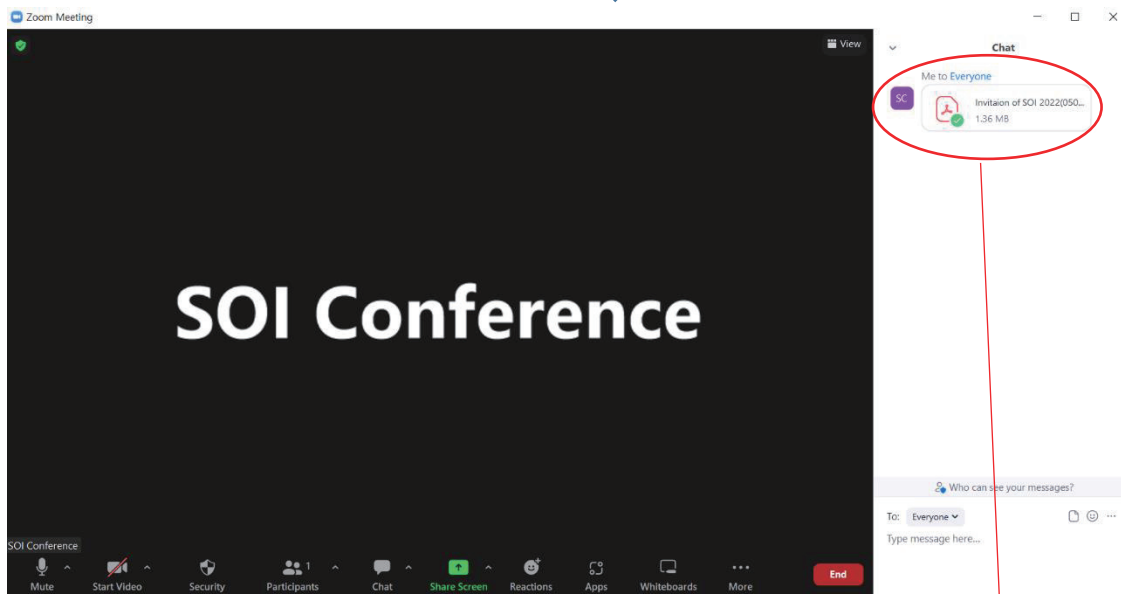 Zoom Meeting
View
Chat
Me to Everyone
SC
Invitaion of SOI 2022(050...
1.36 MB
SOI Conference
Who can see your messages?
To: Everyone
Type message here...
SOI Conference
1
Mute
Start Video
Security
Participants
Chat
Share Screen
Reactions
Apps
Whiteboards
More
End